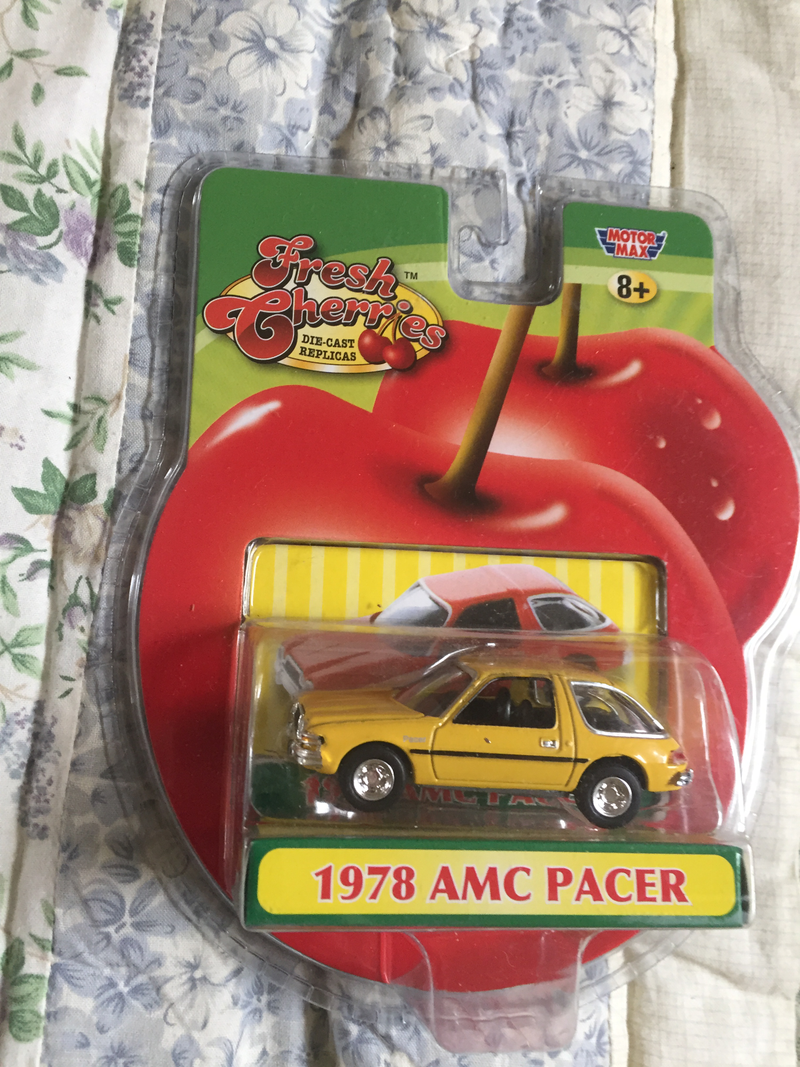 Fresh
Cherries
™
DIE-CAST
REPLICAS
MOTOR
MAX
8+
1978 AMC PACER